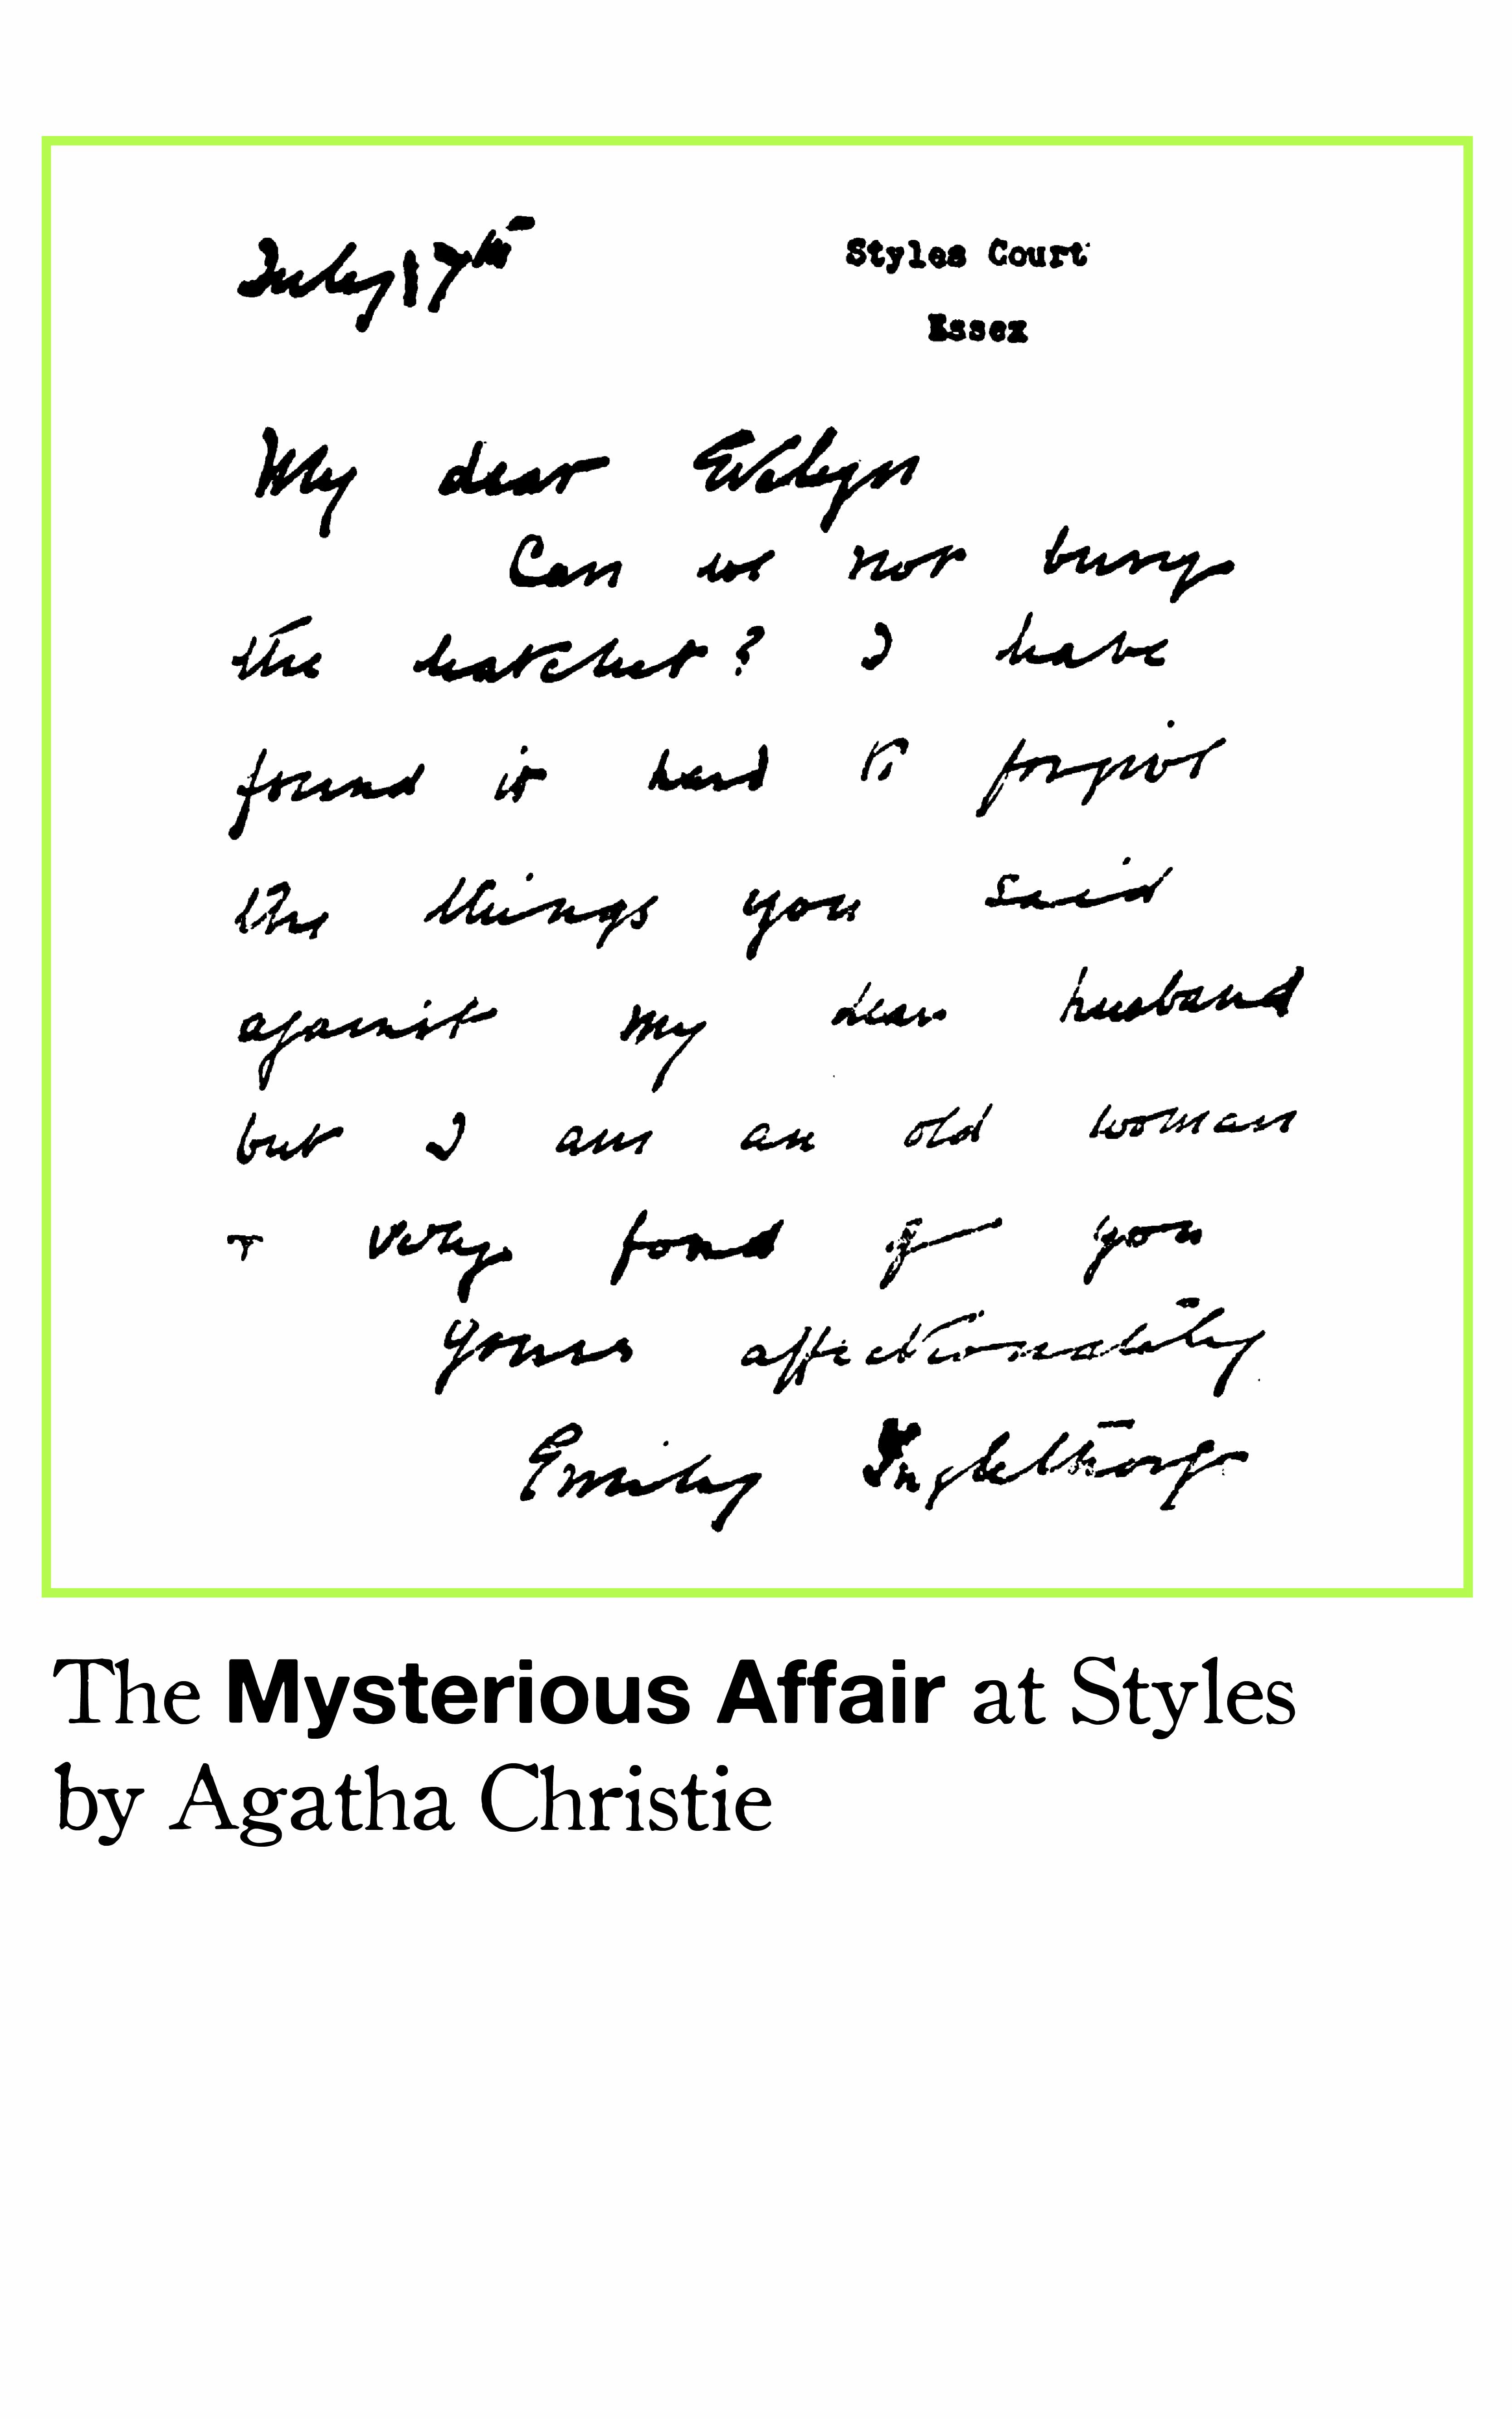 July 17th
Styles Court
Essex
My dear Evelyn
Can we not bury
the hatchet? I have
found it hard to forgive
the things you said
against my dear husband
but I am an old woman
& very fond of you
Yours affectionately
Emily Inglethorp
The Mysterious Affair at Styles
by Agatha Christie